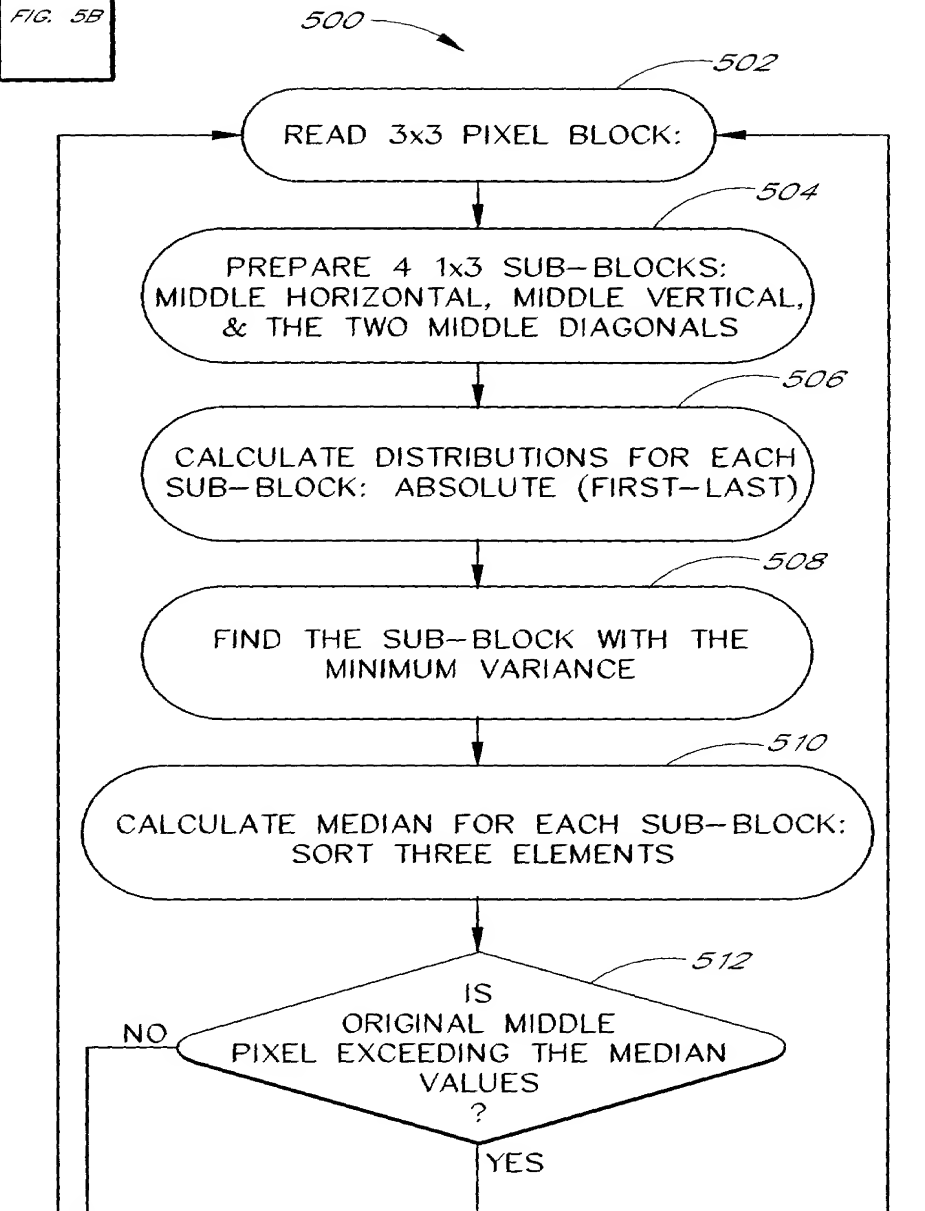 FIG. 5B
500
502
READ 3x3 PIXEL BLOCK:
504
PREPARE 4 1x3 SUB-BLOCKS:
MIDDLE HORIZONTAL, MIDDLE VERTICAL,
& THE TWO MIDDLE DIAGONALS
506
CALCULATE DISTRIBUTIONS FOR EACH
SUB-BLOCK: ABSOLUTE (FIRST-LAST)
508
FIND THE SUB-BLOCK WITH THE
MINIMUM VARIANCE
510
CALCULATE MEDIAN FOR EACH SUB-BLOCK:
SORT THREE ELEMENTS
512
IS
ORIGINAL MIDDLE
PIXEL EXCEEDING THE MEDIAN
VALUES
?
NO
YES